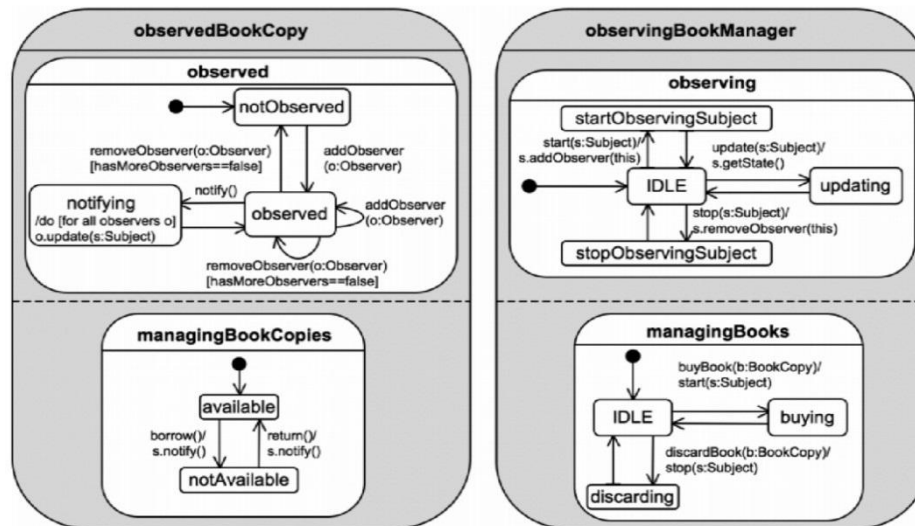 observedBookCopy
observed
notObserved
removeObserver(o:Observer)
[hasMoreObservers==false]
addObserver
(o:Observer)
notify()
notifying
/do [for all observers o]
o.update(s:Subject)
observed
addObserver
(o:Observer)
removeObserver(o:Observer)
[hasMoreObservers==false]
managingBookCopies
available
borrow()/
s.notify()
return()/
s.notify()
notAvailable
observingBookManager
observing
startObservingSubject
start(s:Subject)/
s.addObserver(this)
update(s:Subject)/
s.getState()
IDLE
updating
stop(s:Subject)/
s.removeObserver(this)
stopObservingSubject
managingBooks
buyBook(b:BookCopy)/
start(s:Subject)
IDLE
buying
discardBook(b:BookCopy)/
stop(s:Subject)
discarding